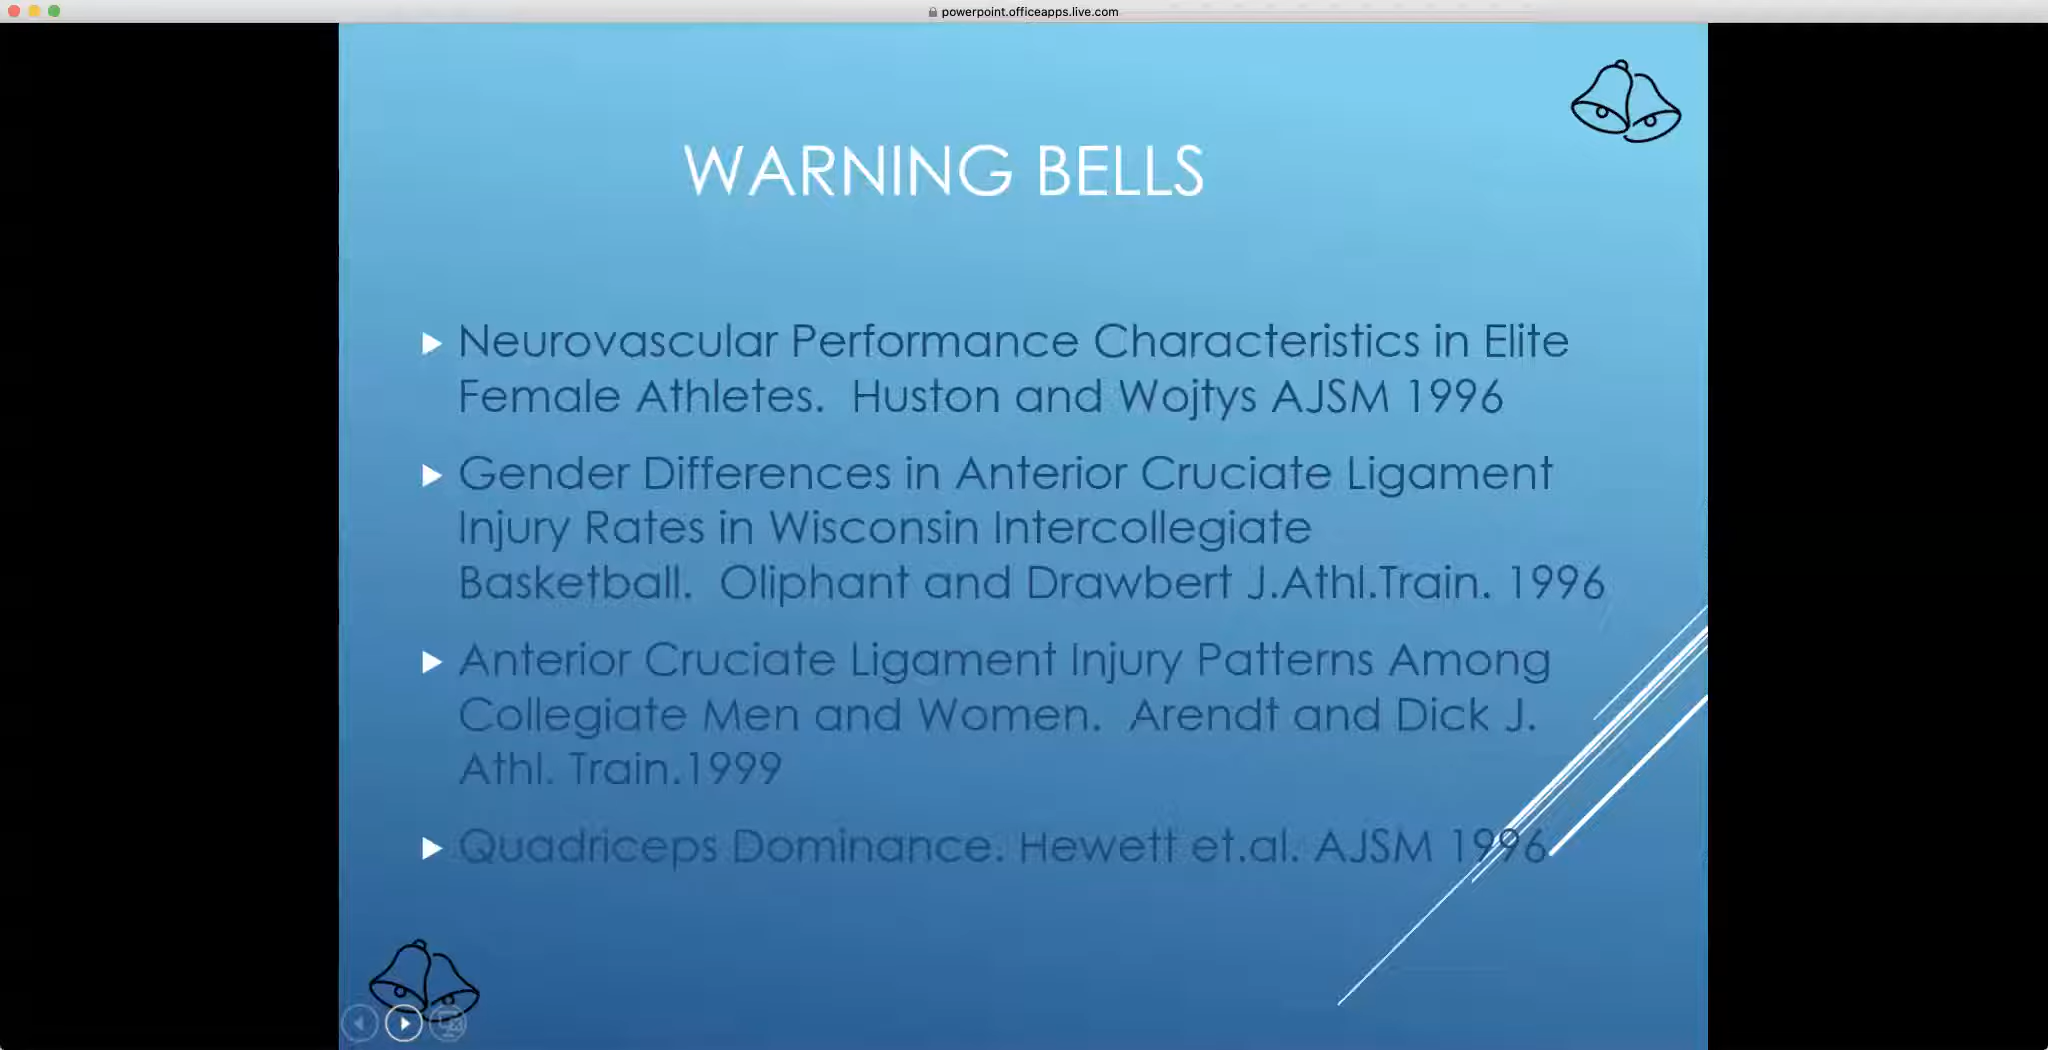 powerpoint.officeapps.live.com
WARNING BELLS
Neurovascular Performance Characteristics in Elite
Female Athletes.  Huston and Wojtys AJSM 1996
Gender Differences in Anterior Cruciate Ligament
Injury Rates in Wisconsin Intercollegiate
Basketball.  Oliphant and Drawbert J.Athl.Train. 1996
Anterior Cruciate Ligament Injury Patterns Among
Collegiate Men and Women.  Arendt and Dick J.
Athl. Train.1999
Quadriceps Dominance. Hewett et.al. AJSM 1996